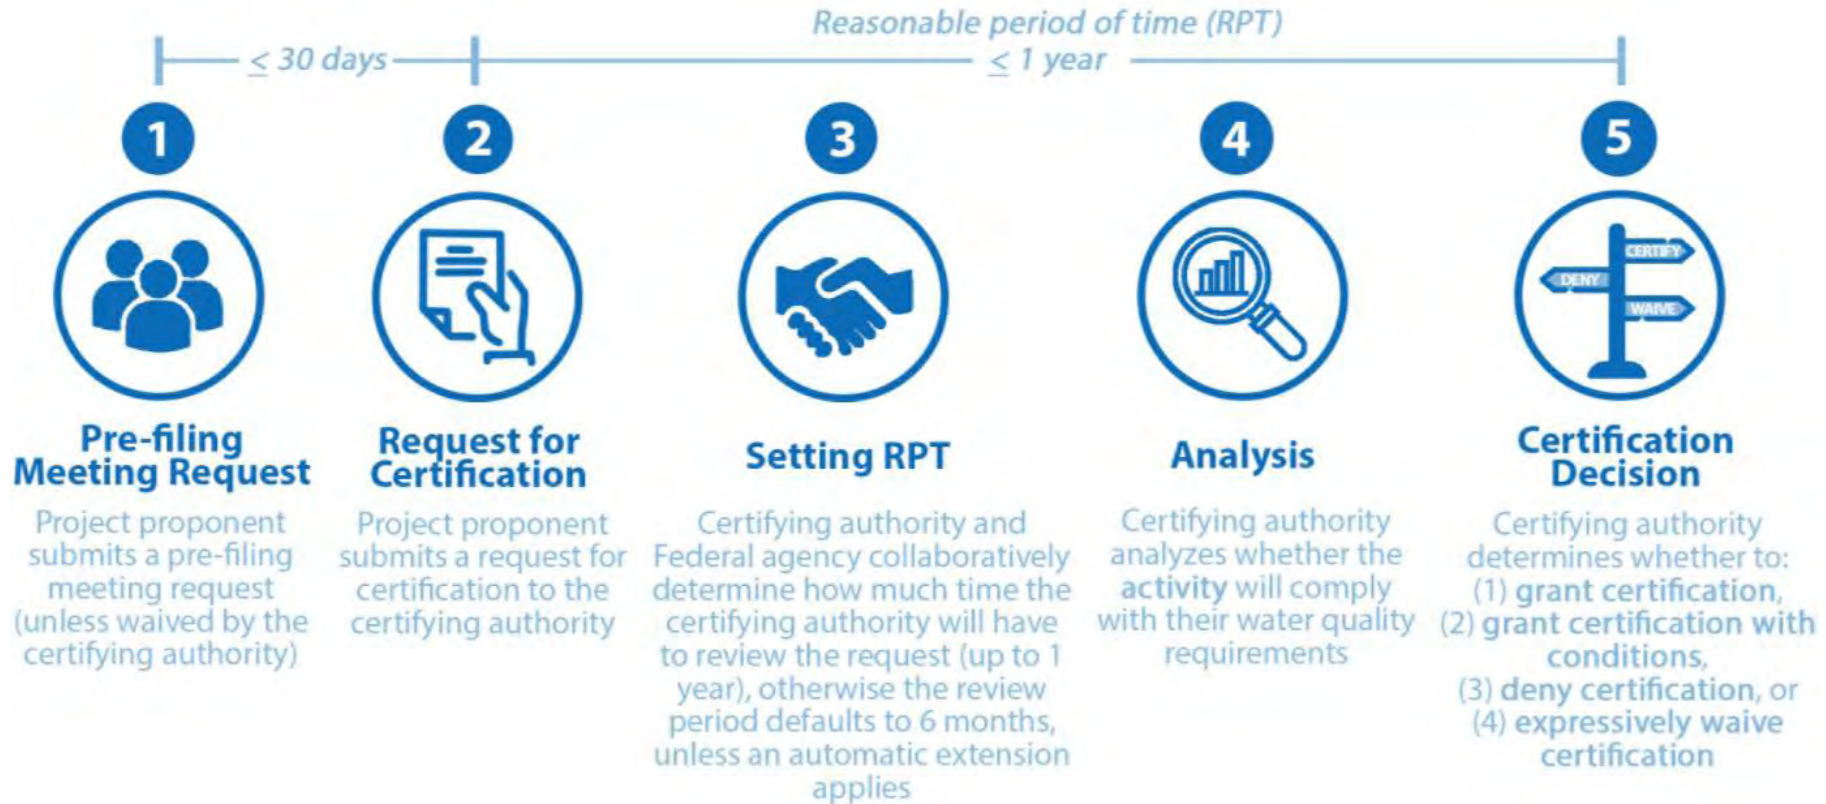 Reasonable period of time (RPT)
≤ 30 days
≤ 1 year
1
2
3
4
5
CERTIFY
DENY
WAIVE
Pre-filing
Meeting Request
Project proponent
submits a pre-filing
meeting request
(unless waived by the
certifying authority)
Request for
Certification
Project proponent
submits a request for
certification to the
certifying authority
Setting RPT
Certifying authority and
Federal agency collaboratively
determine how much time the
certifying authority will have
to review the request (up to 1
year), otherwise the review
period defaults to 6 months,
unless an automatic extension
applies
Analysis
Certifying authority
analyzes whether the
activity will comply
with their water quality
requirements
Certification
Decision
Certifying authority
determines whether to:
(1) grant certification,
(2) grant certification with
conditions,
(3) deny certification, or
(4) expressively waive
certification